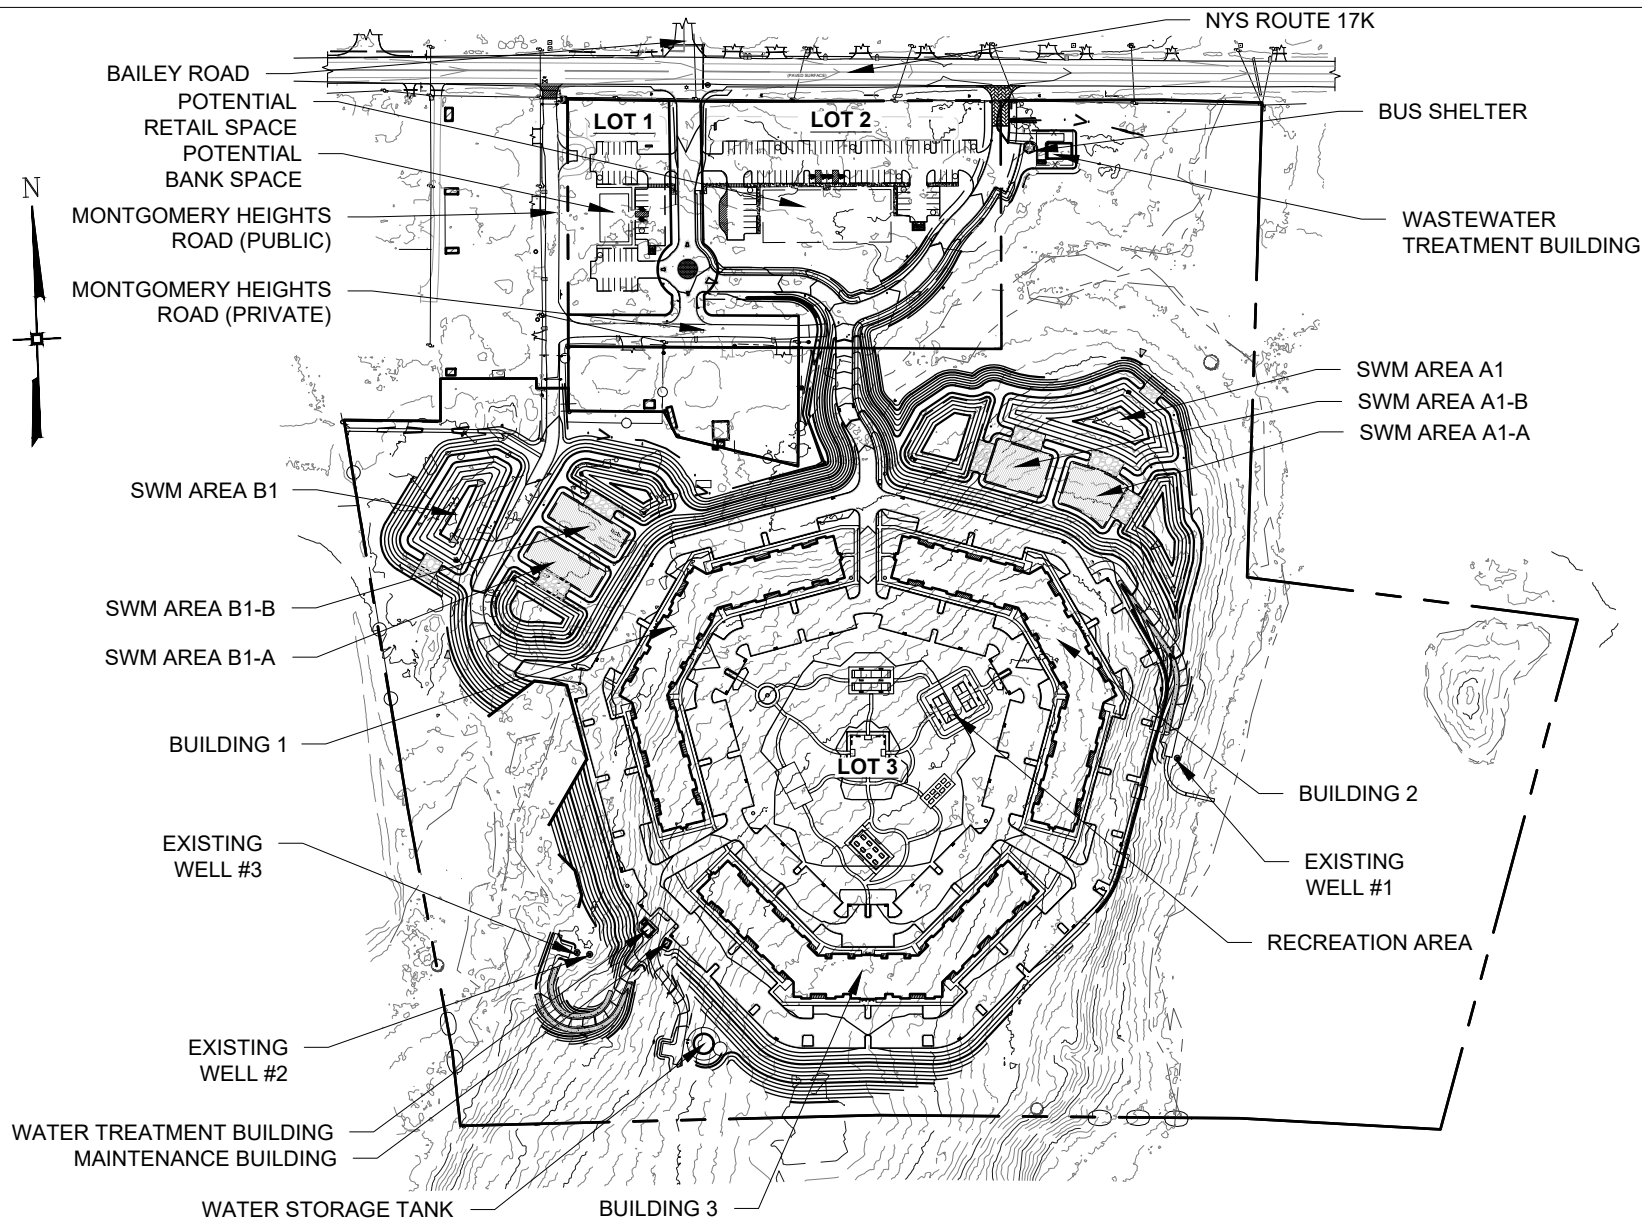 NYS ROUTE 17K
BAILEY ROAD
(PAVED SURFACE)
POTENTIAL
RETAIL SPACE
LOT 1
LOT 2
BUS SHELTER
POTENTIAL
BANK SPACE
N
MONTGOMERY HEIGHTS
ROAD (PUBLIC)
WASTEWATER
TREATMENT BUILDING
MONTGOMERY HEIGHTS
ROAD (PRIVATE)
SWM AREA A1
SWM AREA A1-B
SWM AREA A1-A
SWM AREA B1
SWM AREA B1-B
SWM AREA B1-A
BUILDING 1
LOT 3
BUILDING 2
EXISTING
WELL #3
EXISTING
WELL #1
RECREATION AREA
EXISTING
WELL #2
WATER TREATMENT BUILDING
MAINTENANCE BUILDING
WATER STORAGE TANK
BUILDING 3